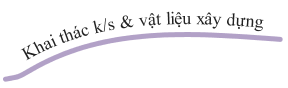 Khai thác k/s & vật liệu xây dựng